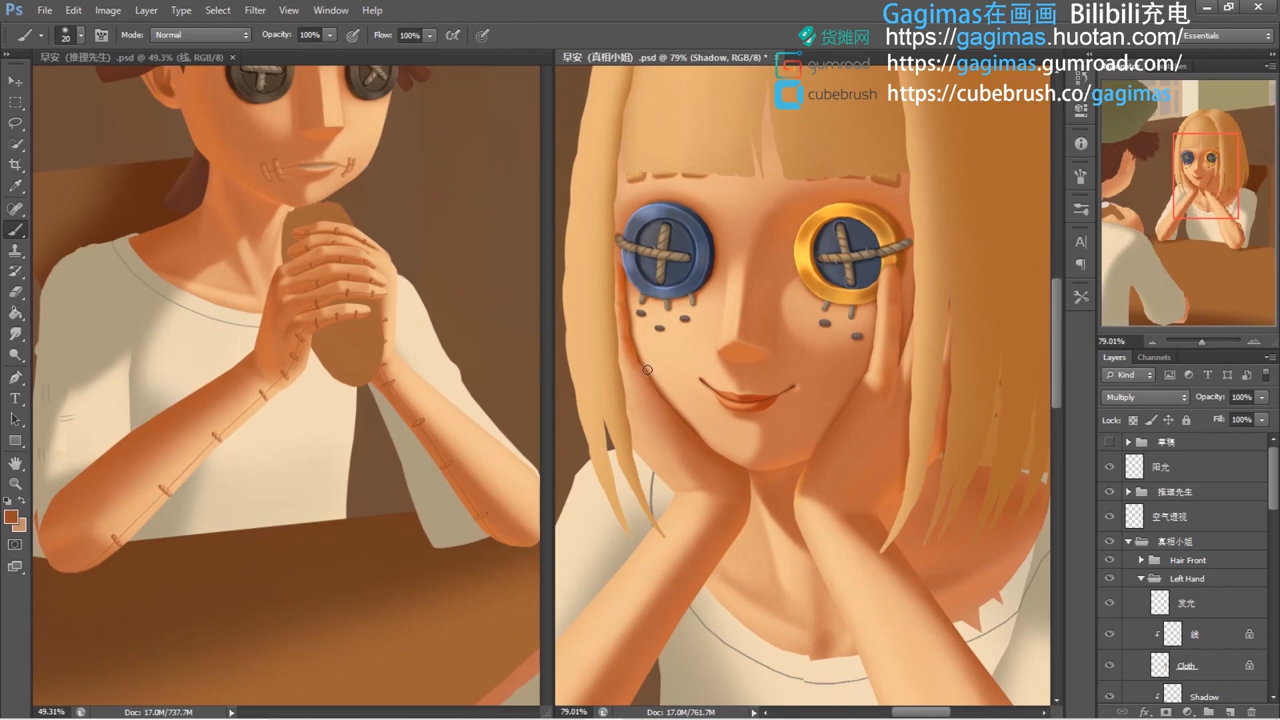 Ps File Edit Image Layer Type Select Filter View Window Help
Gagimas在画画 Bilibili充电
20 Mode: Normal Opacity: 100% Flow: 100%
货摊网 https://gagimas.huotan.com/
Essentials
早安（推理先生）.psd @ 49.3% (线, RGB/8) ×
早安（真相小姐）.psd @ 79% (Shadow, RGB/8) *
gumroad https://gagimas.gumroad.com/
cubebrush https://cubebrush.co/gagimas
79.01%
Layers Channels
Kind
Multiply Opacity: 100%
Lock: Fill: 100%
草稿
阳光
推理先生
空气透视
真相小姐
Hair Front
Left Hand
发光
线
Cloth
Shadow
49.31% Doc: 17.0M/737.7M
79.01% Doc: 17.0M/761.7M